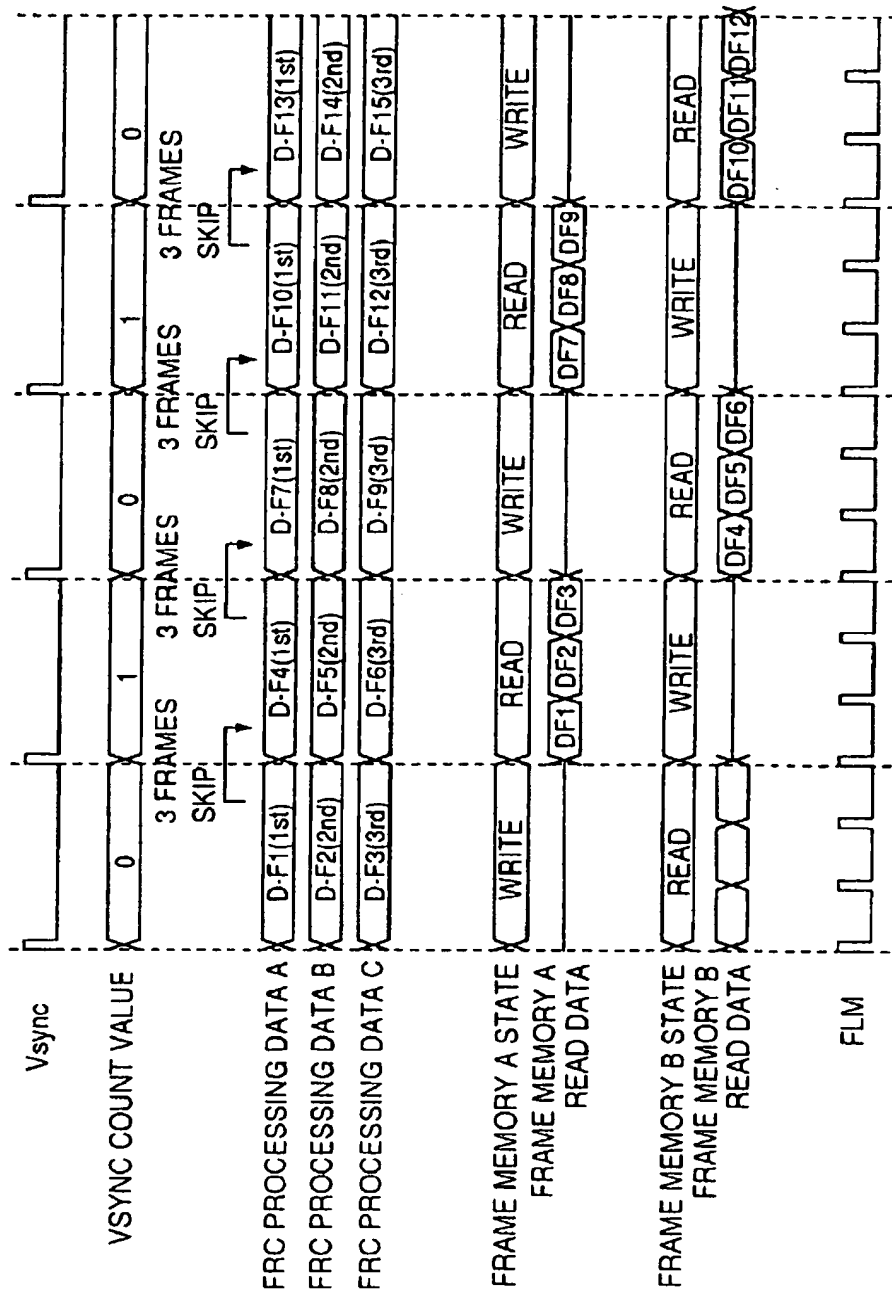 Vsync
VSYNC COUNT VALUE 0 1 0 1 0
3 FRAMES 3 FRAMES 3 FRAMES 3 FRAMES
SKIP SKIP SKIP SKIP
FRC PROCESSING DATA A D-F1(1st) D-F4(1st) D-F7(1st) D-F10(1st) D-F13(1st)
FRC PROCESSING DATA B D-F2(2nd) D-F5(2nd) D-F8(2nd) D-F11(2nd) D-F14(2nd)
FRC PROCESSING DATA C D-F3(3rd) D-F6(3rd) D-F9(3rd) D-F12(3rd) D-F15(3rd)
FRAME MEMORY A STATE WRITE READ WRITE READ WRITE
FRAME MEMORY A
READ DATA DF1 DF2 DF3 DF7 DF8 DF9
FRAME MEMORY B STATE READ WRITE READ WRITE READ
FRAME MEMORY B
READ DATA DF4 DF5 DF6 DF10 DF11 DF12
FLM